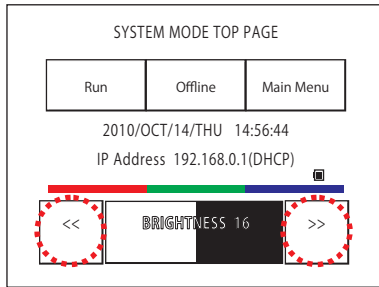 SYSTEM MODE TOP PAGE
Run Offline Main Menu
2010/OCT/14/THU 14:56:44
IP Address 192.168.0.1(DHCP)
<< BRIGHTNESS 16 >>